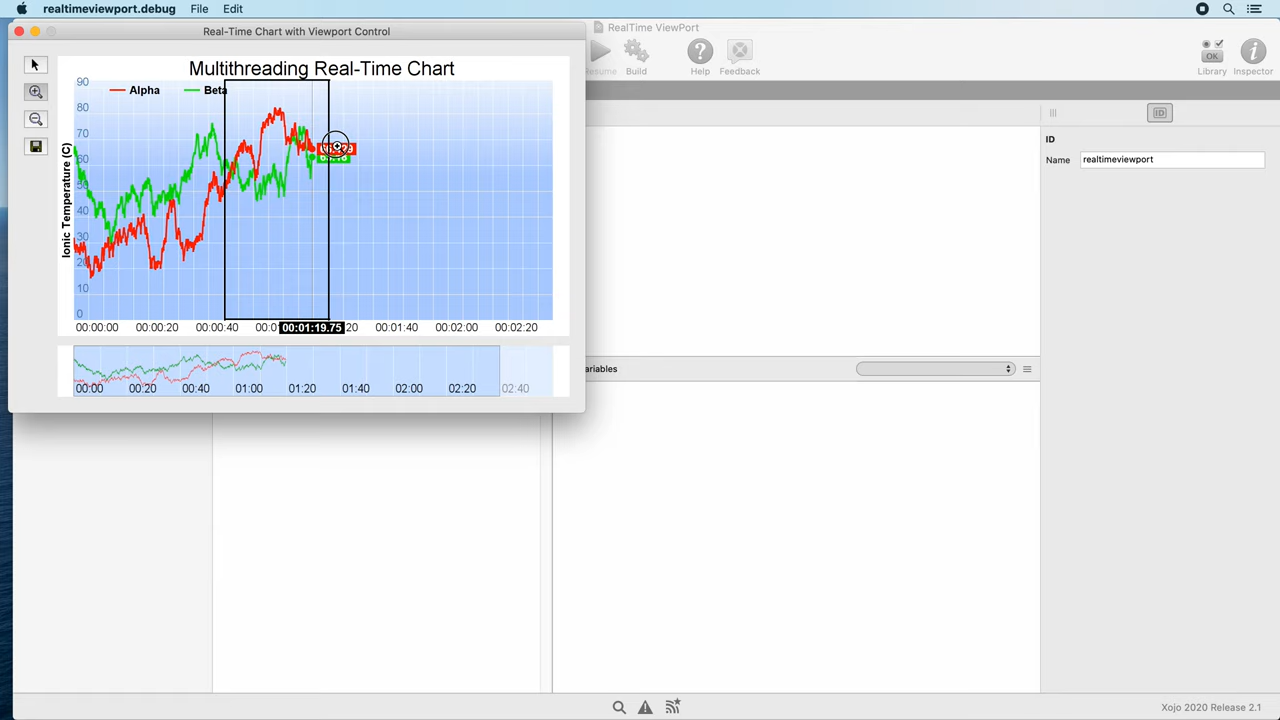 realtimeviewport.debug File Edit
Real-Time Chart with Viewport Control
RealTime ViewPort
Build
Help
Feedback
OK
Library
Inspector
Multithreading Real-Time Chart
Alpha
Beta
Ionic Temperature (C)
90
80
70
60
50
40
30
20
10
0
00:00:00 00:00:20 00:00:40 00:01:19.75 20 00:01:40 00:02:00 00:02:20
00:00 00:20 00:40 01:00 01:20 01:40 02:00 02:20 02:40
ID
ID
Name realtimeviewport
ariables
Xojo 2020 Release 2.1